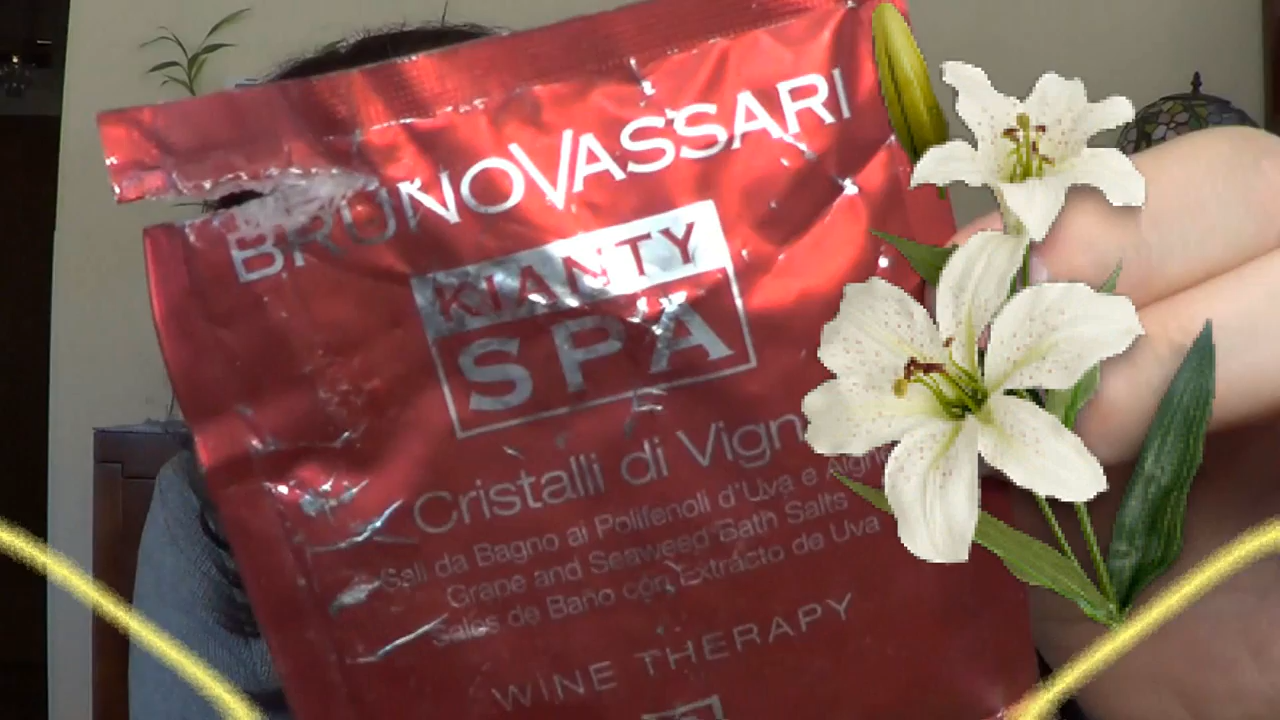 BRUNOVASSARI
KIANTY
SPA
Cristalli di Vign
Sali da Bagno ai Polifenoli d'Uva e
Grape and Seaweed Bath Salts
Sales de Baño con Extracto de Uva
WINE THERAPY